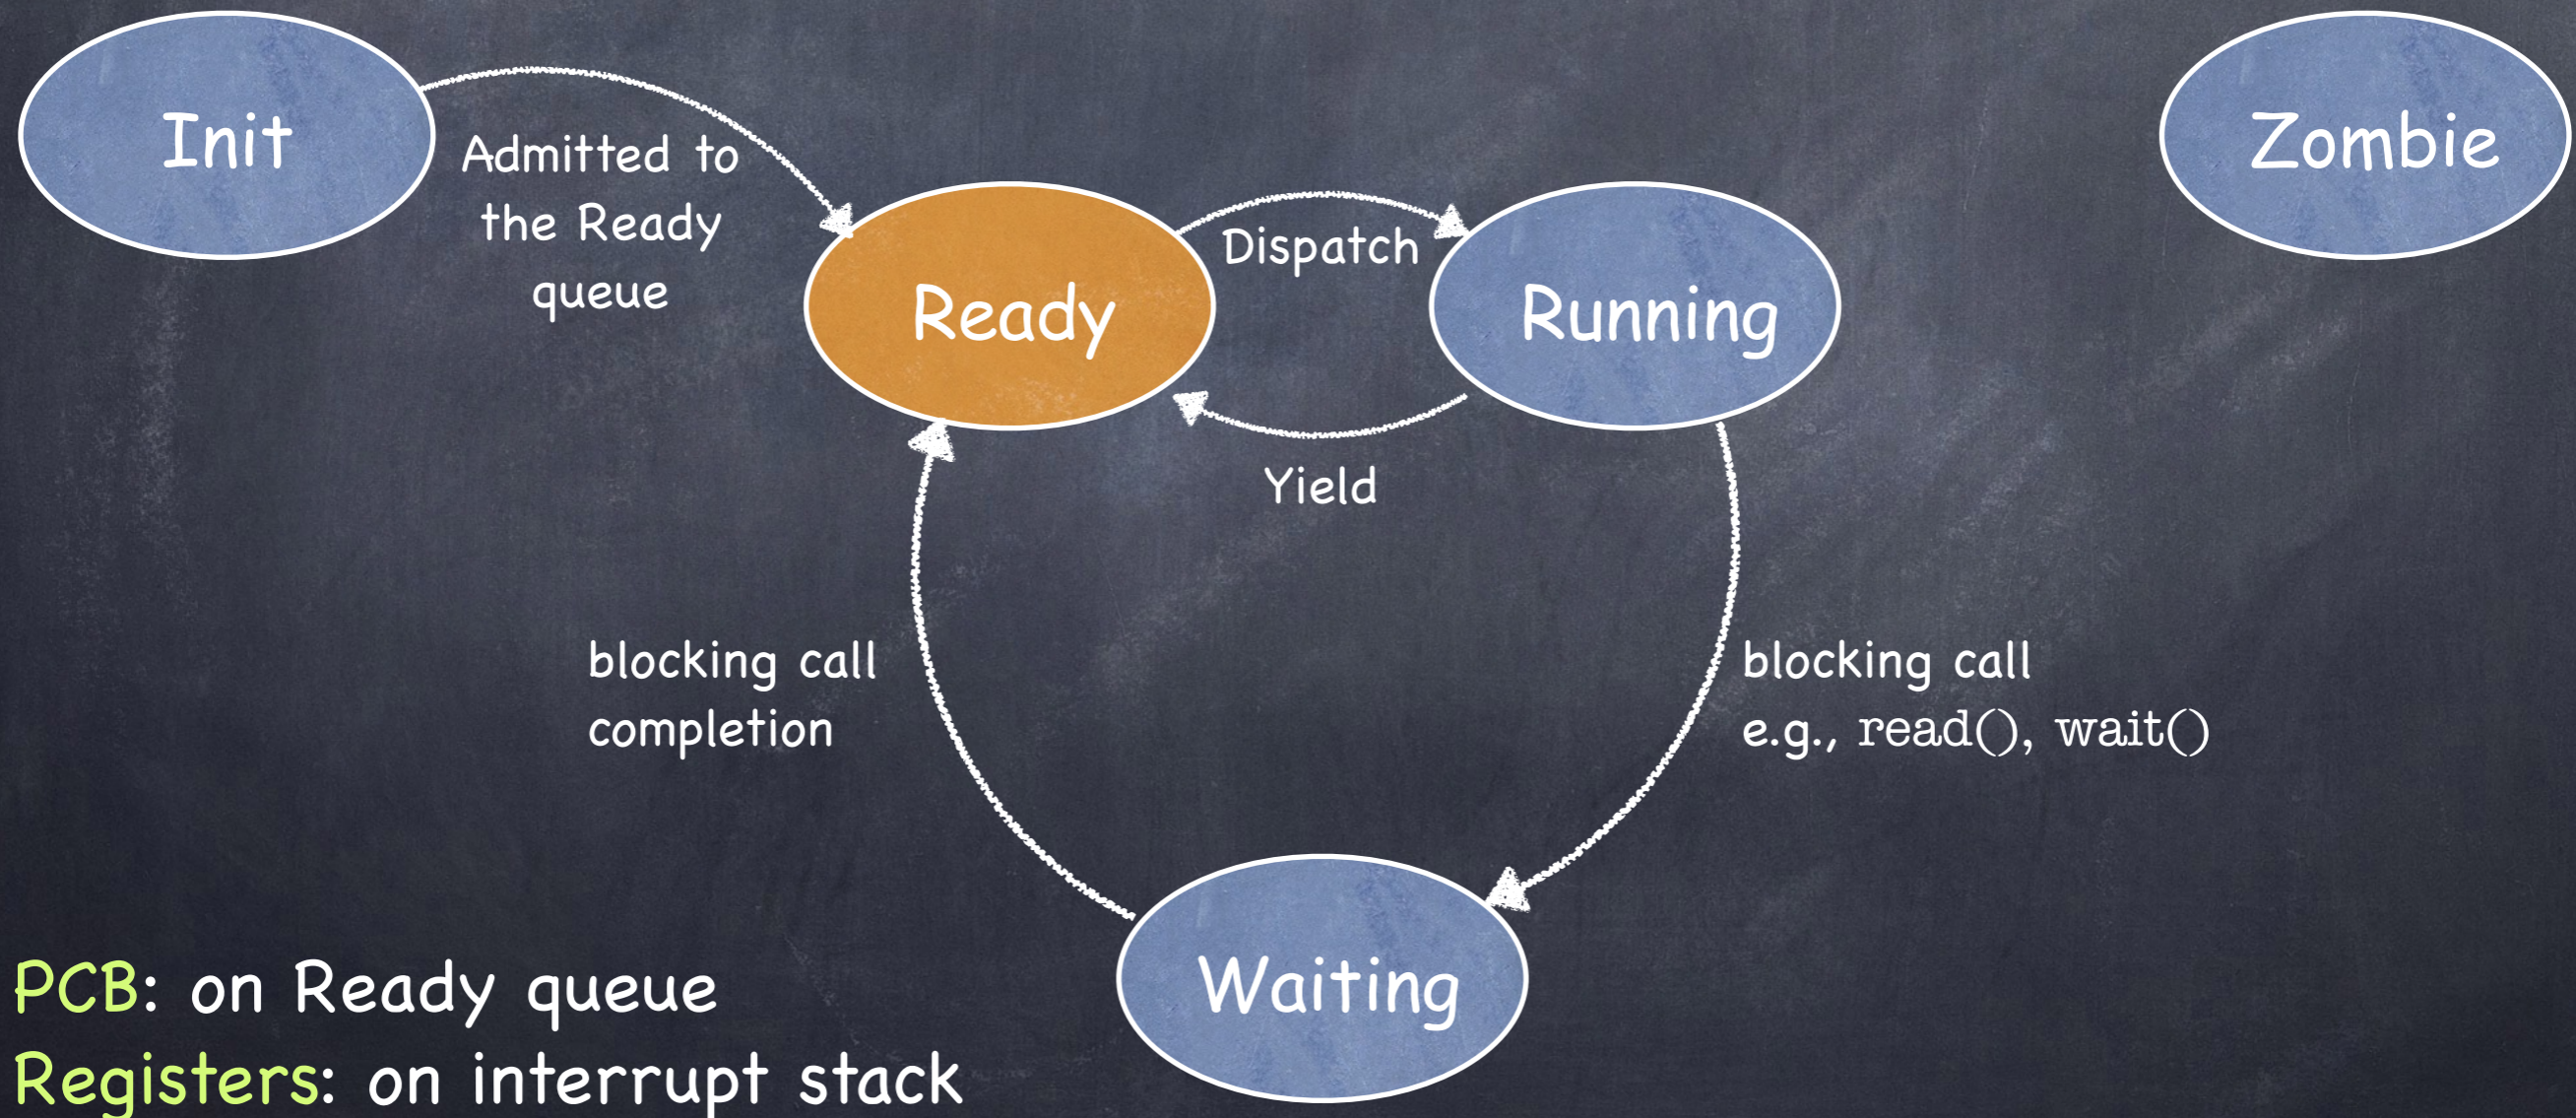 Init
Admitted to
the Ready
queue
Ready
Dispatch
Running
Yield
Zombie
blocking call
completion
blocking call
e.g., read(), wait()
Waiting
PCB: on Ready queue
Registers: on interrupt stack